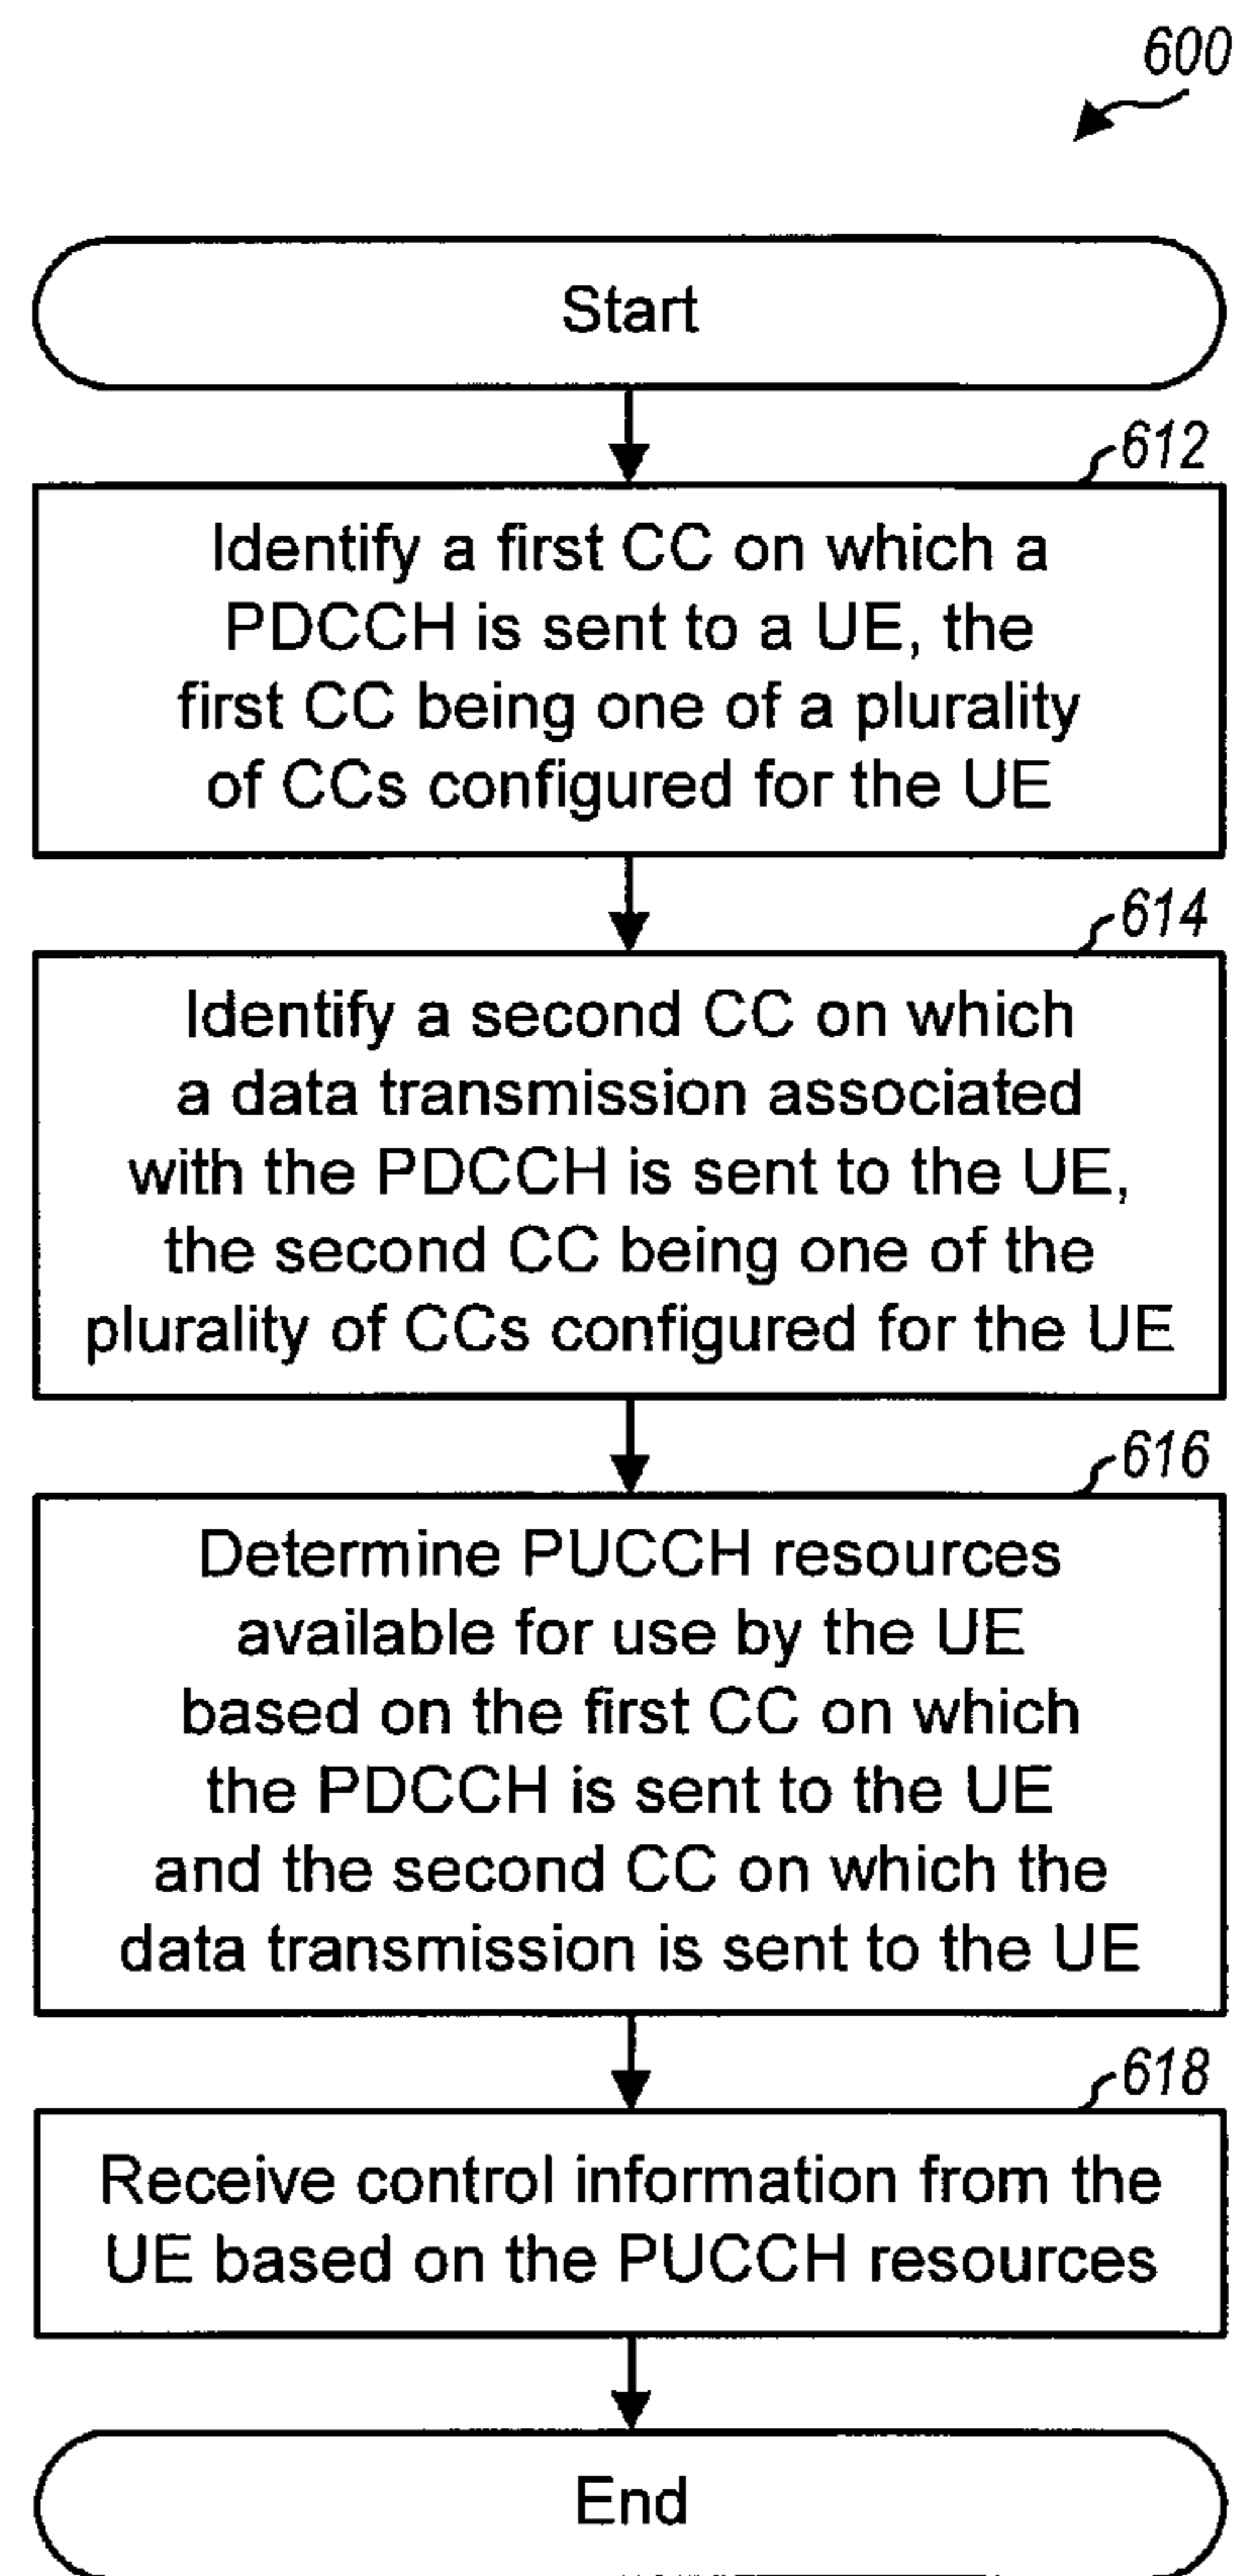 600
Start
612
Identify a first CC on which a
PDCCH is sent to a UE, the
first CC being one of a plurality
of CCs configured for the UE
614
Identify a second CC on which
a data transmission associated
with the PDCCH is sent to the UE,
the second CC being one of the
plurality of CCs configured for the UE
616
Determine PUCCH resources
available for use by the UE
based on the first CC on which
the PDCCH is sent to the UE
and the second CC on which the
data transmission is sent to the UE
618
Receive control information from the
UE based on the PUCCH resources
End